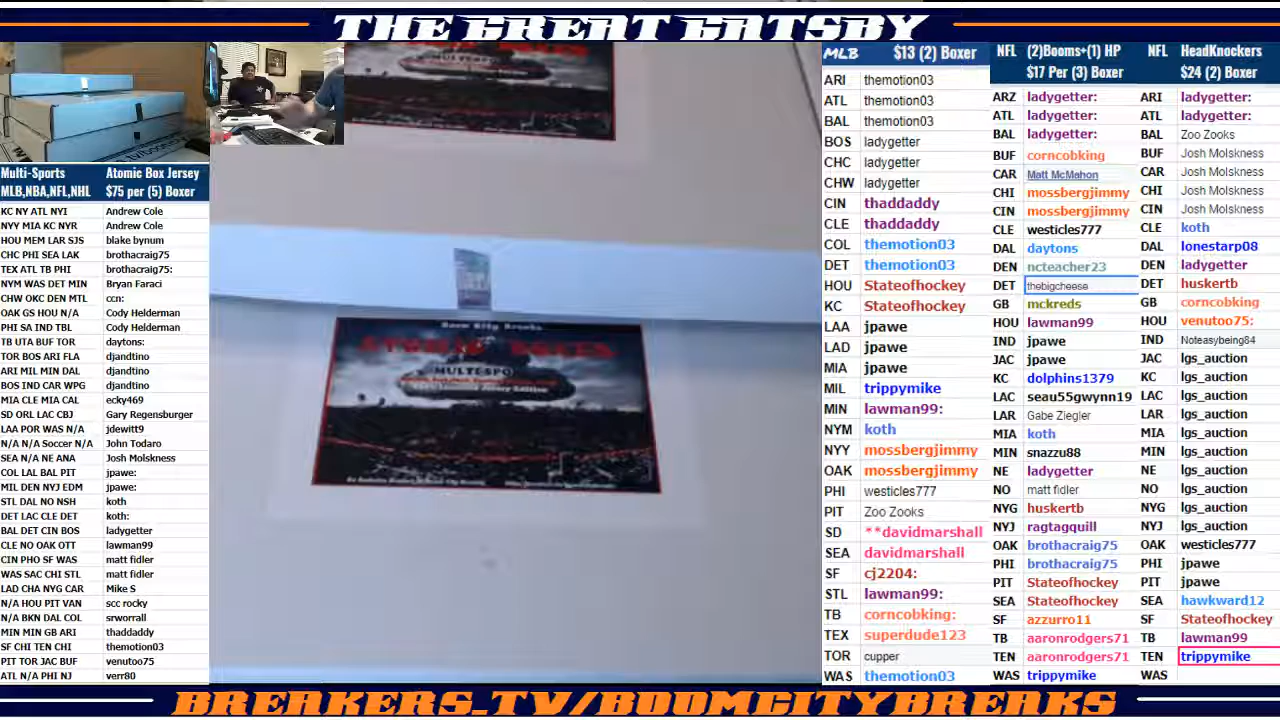 THE GREAT GATSBY
Multi-Sports Atomic Box Jersey
MLB,NBA,NFL,NHL $75 per (5) Boxer
KC NY ATL NYI Andrew Cole
NYY MIA KC NYR Andrew Cole
HOU MEM LAR SJS blake bynum
CHC PHI SEA LAK brothacraig75
TEX ATL TB PHI brothacraig75:
NYM WAS DET MIN Bryan Faraci
CHW OKC DEN MTL ccn:
OAK GS HOU N/A Cody Helderman
PHI SA IND TBL Cody Helderman
TB UTA BUF TOR daytons:
TOR BOS ARI FLA djandtino
ARI MIL MIN DAL djandtino
BOS IND CAR WPG djandtino
MIA CLE MIA CAL ecky469
SD ORL LAC CBJ Gary Regensburger
LAA POR WAS N/A jdewitt9
N/A N/A Soccer N/A John Todaro
SEA N/A NE ANA Josh Molskness
COL LAL BAL PIT jpawe:
MIL DEN NYJ EDM jpawe:
STL DAL NO NSH koth
DET LAC CLE DET koth:
BAL DET CIN BOS ladygetter
CLE NO OAK OTT lawman99
CIN PHO SF WAS matt fidler
WAS SAC CHI STL matt fidler
LAD CHA NYG CAR Mike S
N/A HOU PIT VAN scc rocky
N/A BKN DAL COL srworrall
MIN MIN GB ARI thaddaddy
SF CHI TEN CHI themotion03
PIT TOR JAC BUF venutoo75
ATL N/A PHI NJ verr80
Boom City Breaks
ATOMIC BOXES
MULTI-SPO
MLB $13 (2) Boxer
ARI themotion03
ATL themotion03
BAL themotion03
BOS ladygetter
CHC ladygetter
CHW ladygetter
CIN thaddaddy
CLE thaddaddy
COL themotion03
DET themotion03
HOU Stateofhockey
KC Stateofhockey
LAA jpawe
LAD jpawe
MIA jpawe
MIL trippymike
MIN lawman99:
NYM koth
NYY mossbergjimmy
OAK mossbergjimmy
PHI westicles777
PIT Zoo Zooks
SD **davidmarshall
SEA davidmarshall
SF cj2204:
STL lawman99:
TB corncobking:
TEX superdude123
TOR cupper
WAS themotion03
NFL (2)Booms+(1) HP
$17 Per (3) Boxer
ARZ ladygetter:
ATL ladygetter:
BAL ladygetter:
BUF corncobking
CAR Matt McMahon
CHI mossbergjimmy
CIN mossbergjimmy
CLE westicles777
DAL daytons
DEN ncteacher23
DET thebigcheese
GB mckreds
HOU lawman99
IND jpawe
JAC jpawe
KC dolphins1379
LAC seau55gwynn19
LAR Gabe Ziegler
MIA koth
MIN snazzu88
NE ladygetter
NO matt fidler
NYG huskertb
NYJ ragtagquill
OAK brothacraig75
PHI brothacraig75
PIT Stateofhockey
SEA Stateofhockey
SF azzurro11
TB aaronrodgers71
TEN aaronrodgers71
WAS trippymike
NFL HeadKnockers
$24 (2) Boxer
ARI ladygetter:
ATL ladygetter:
BAL Zoo Zooks
BUF Josh Molskness
CAR Josh Molskness
CHI Josh Molskness
CIN Josh Molskness
CLE koth
DAL lonestarp08
DEN ladygetter
DET huskertb
GB corncobking
HOU venutoo75:
IND Noteasybeing84
JAC lgs_auction
KC lgs_auction
LAC lgs_auction
LAR lgs_auction
MIA lgs_auction
MIN lgs_auction
NE lgs_auction
NO lgs_auction
NYG lgs_auction
NYJ lgs_auction
OAK westicles777
PHI jpawe
PIT jpawe
SEA hawkward12
SF Stateofhockey
TB lawman99
TEN trippymike
WAS
BREAKERS.TV/BOOMCITYBREAKS